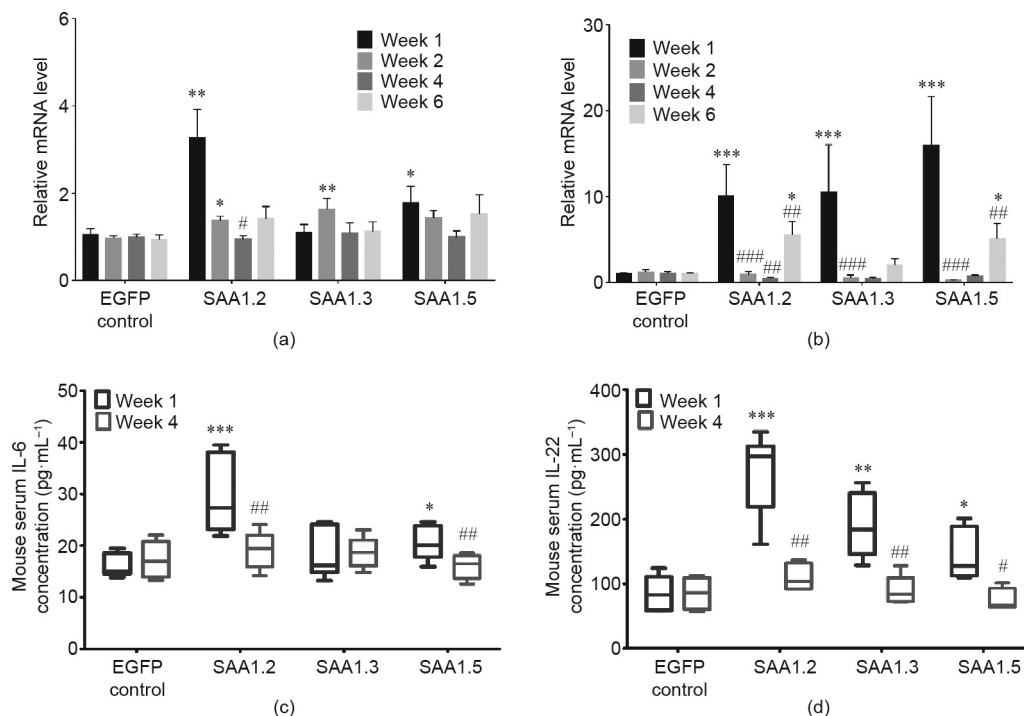 6
4
2
0
Relative mRNA level
Week 1
Week 2
Week 4
Week 6
**
*
#
**
*
EGFP
control
SAA1.2
SAA1.3
SAA1.5
(a)
30
20
10
0
Relative mRNA level
Week 1
Week 2
Week 4
Week 6
***
###
##
*
##
***
###
***
###
*
##
EGFP
control
SAA1.2
SAA1.3
SAA1.5
(b)
50
40
30
20
10
0
Mouse serum IL-6
concentration (pg·mL−1)
Week 1
Week 4
***
##
*
##
EGFP
control
SAA1.2
SAA1.3
SAA1.5
(c)
400
300
200
100
0
Mouse serum IL-22
concentration (pg·mL−1)
Week 1
Week 4
***
##
**
##
*
#
EGFP
control
SAA1.2
SAA1.3
SAA1.5
(d)